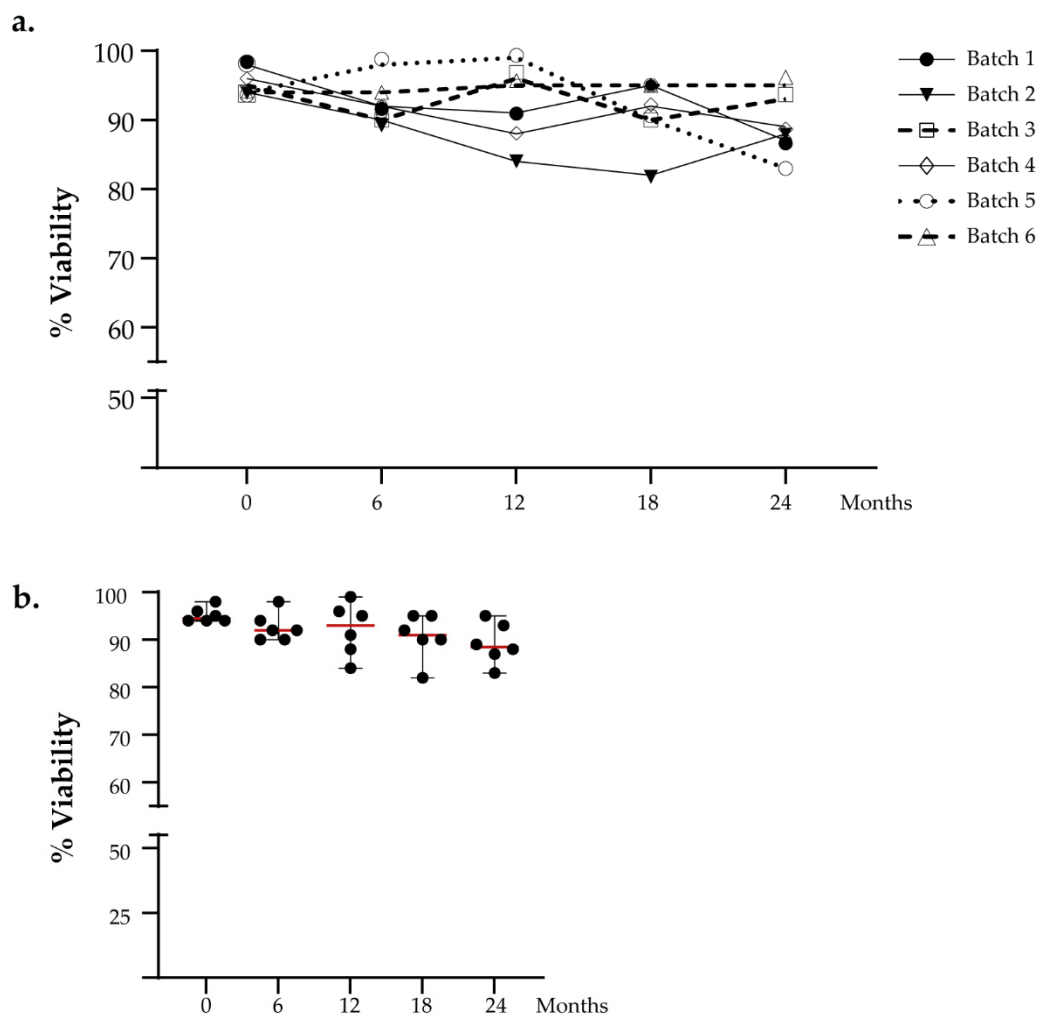 a.
100
90
80
70
60
50
% Viability
0 6 12 18 24 Months
Batch 1
Batch 2
Batch 3
Batch 4
Batch 5
Batch 6
b.
100
90
80
70
60
50
25
% Viability
0 6 12 18 24 Months